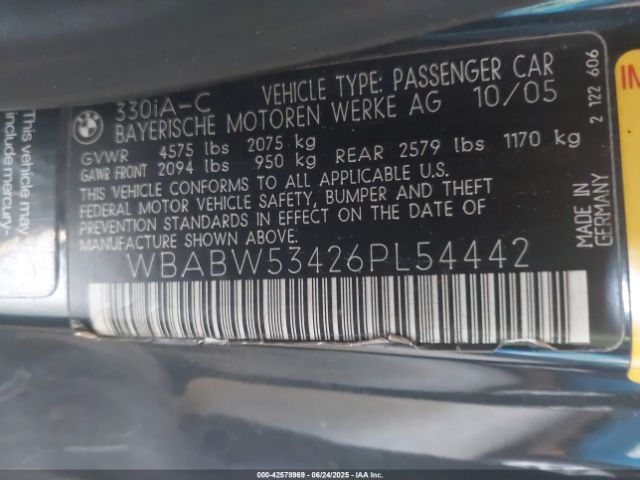 330iA-C VEHICLE TYPE: PASSENGER CAR
BAYERISCHE MOTOREN WERKE AG 10/05
GVWR 4575 lbs 2075 kg
GAWR FRONT 2094 lbs 950 kg REAR 2579 lbs 1170 kg
THIS VEHICLE CONFORMS TO ALL APPLICABLE U.S.
FEDERAL MOTOR VEHICLE SAFETY, BUMPER AND THEFT
PREVENTION STANDARDS IN EFFECT ON THE DATE OF
MANUFACTURE SHOWN ABOVE.
WBABW53426PL54442
MADE IN
GERMANY
2 122 606
This vehicle may
include mercury
000-42578969 - 06/24/2025 - IAAI.COM